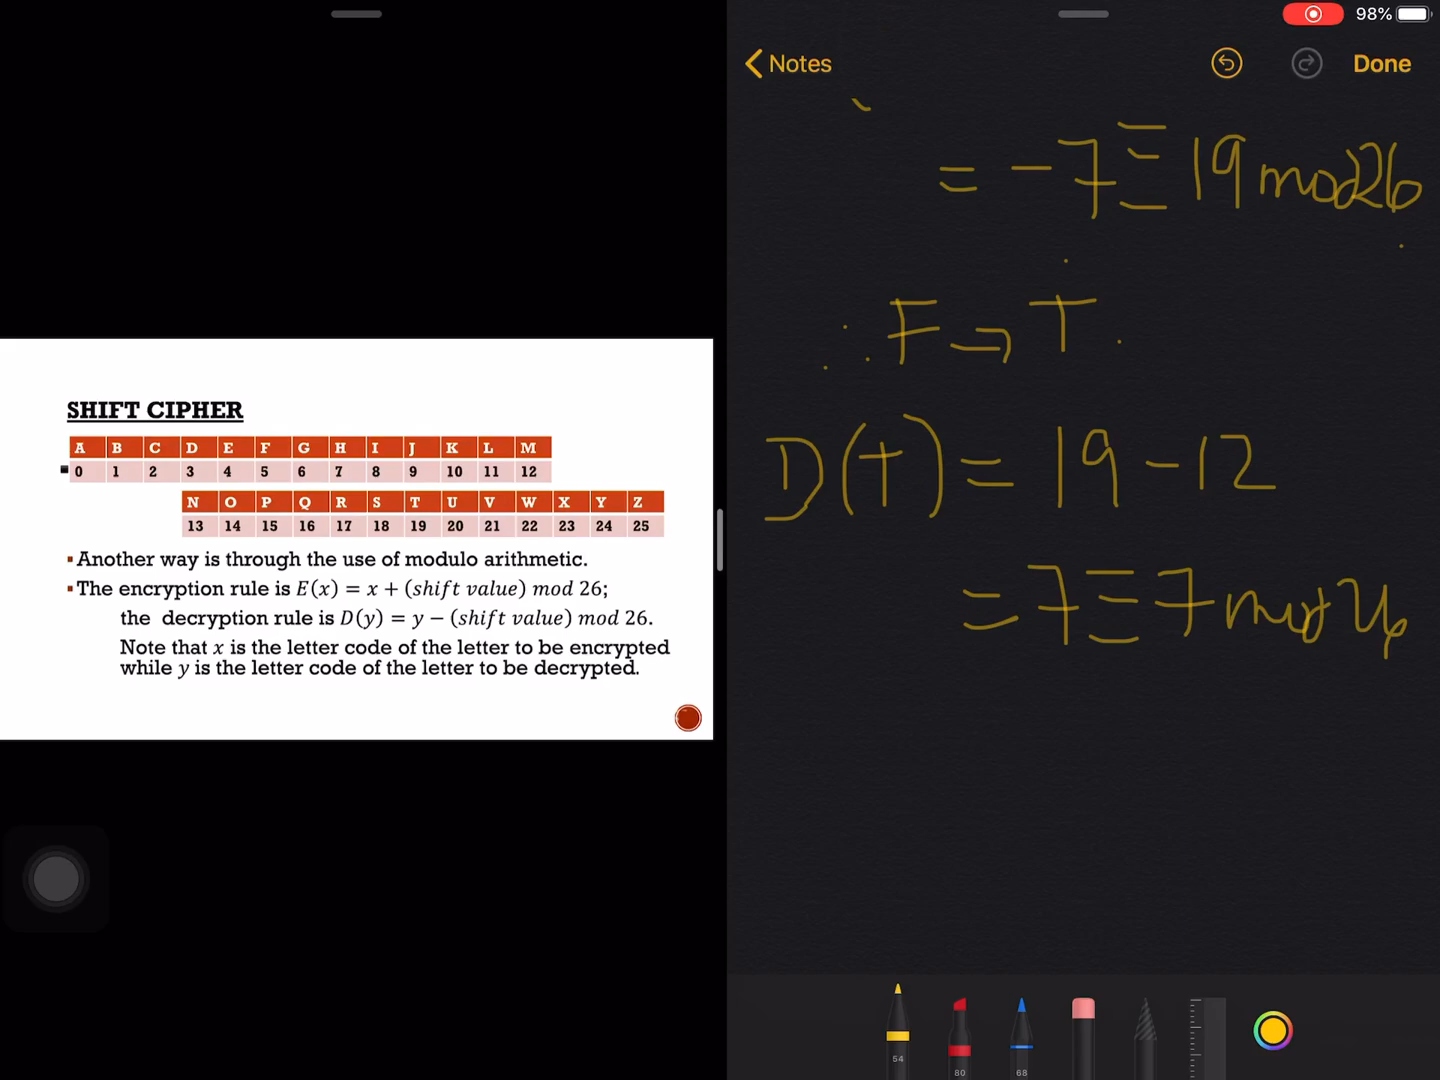 98%
Notes
Done
= -7 ≡ 19 mod 26
∴ F → T.
D(T) = 19 - 12
= 7 ≡ 7 mod 26
SHIFT CIPHER
A B C D E F G H I J K L M
0 1 2 3 4 5 6 7 8 9 10 11 12
N O P Q R S T U V W X Y Z
13 14 15 16 17 18 19 20 21 22 23 24 25
▪ Another way is through the use of modulo arithmetic.
▪ The encryption rule is E(x) = x + (shift value) mod 26;
the decryption rule is D(y) = y − (shift value) mod 26.
Note that x is the letter code of the letter to be encrypted
while y is the letter code of the letter to be decrypted.
54
80
68